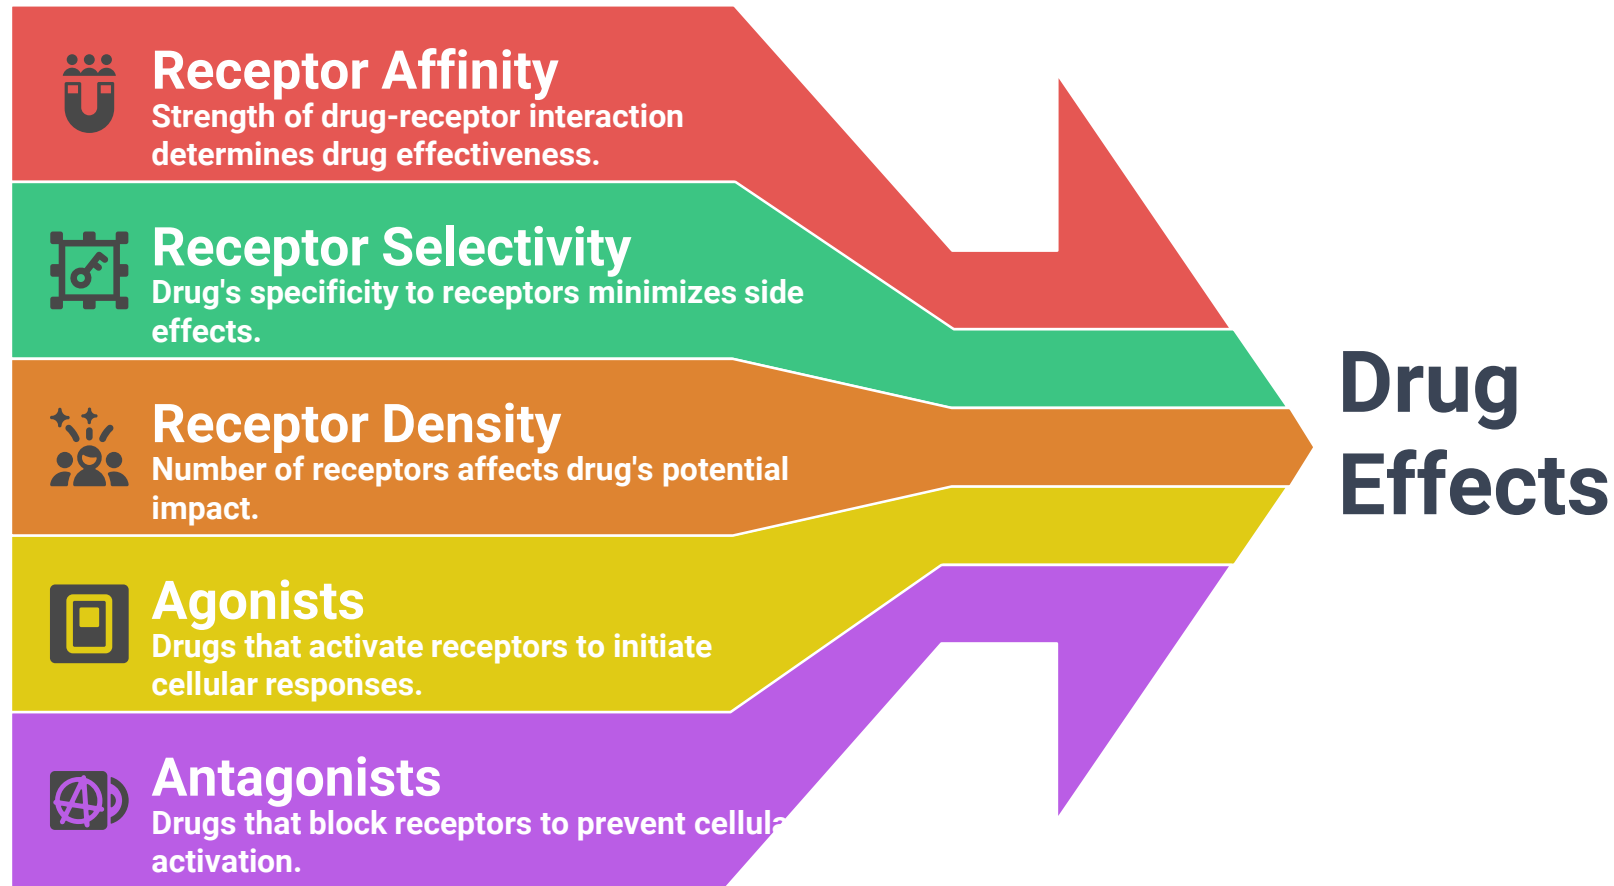 Receptor Affinity
Strength of drug-receptor interaction
determines drug effectiveness.
Receptor Selectivity
Drug's specificity to receptors minimizes side
effects.
Receptor Density
Number of receptors affects drug's potential
impact.
Agonists
Drugs that activate receptors to initiate
cellular responses.
Antagonists
Drugs that block receptors to prevent cellula
activation.
Drug
Effects